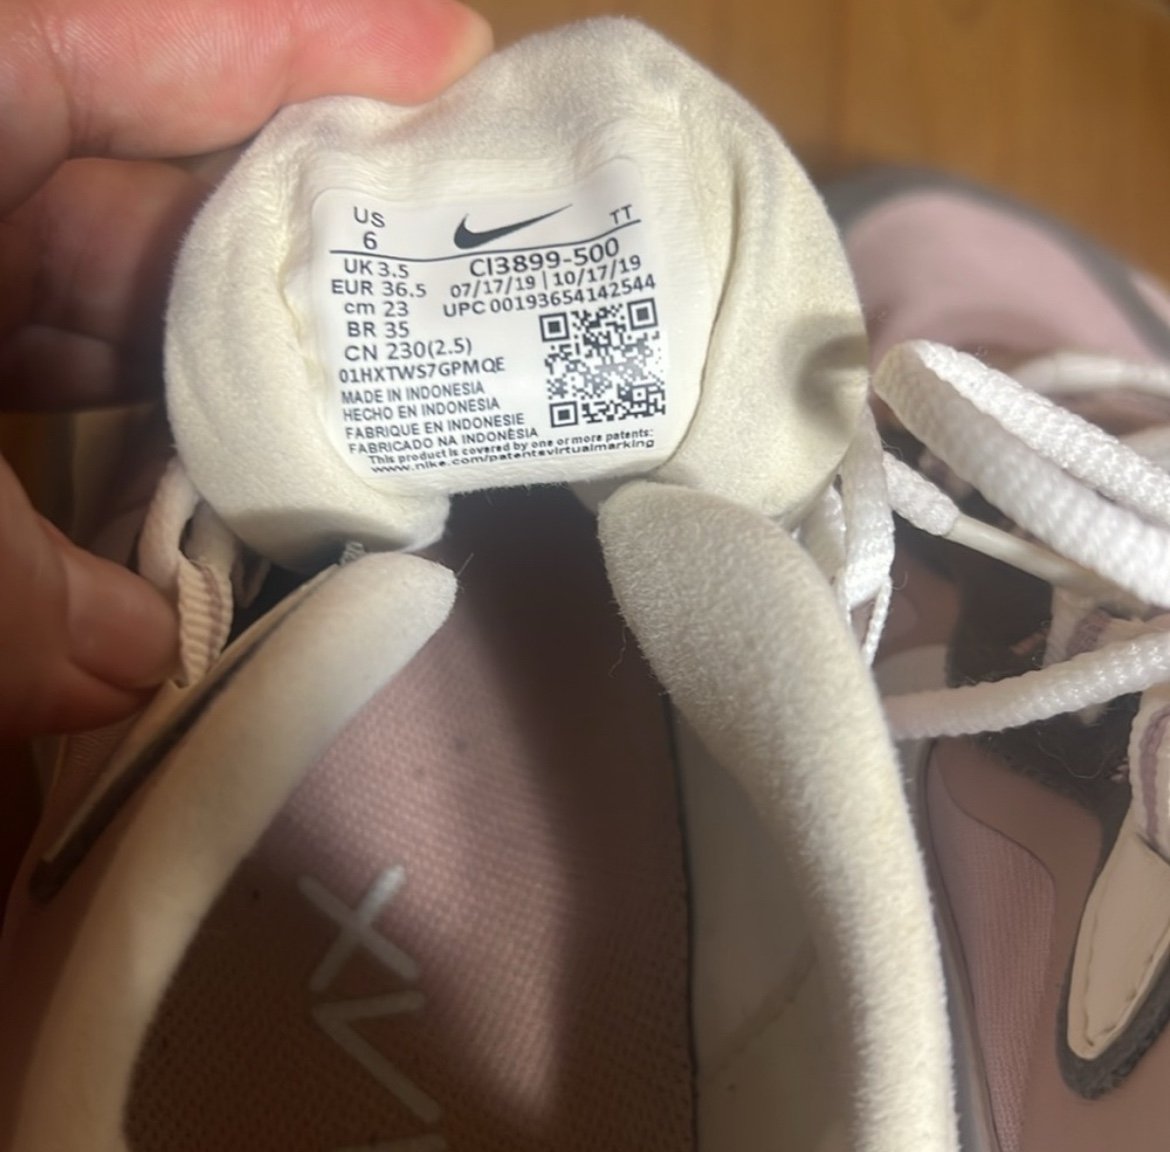 US TT
6
UK 3.5 CI3899-500
EUR 36.5 07/17/19 | 10/17/19
cm 23 UPC 00193654142544
BR 35
CN 230(2.5)
01HXTWS7GPMQE
MADE IN INDONESIA
HECHO EN INDONESIA
FABRIQUE EN INDONESIE
FABRICADO NA INDONÉSIA
This product is covered by one or more patents:
www.nike.com/patentsvirtualmarking